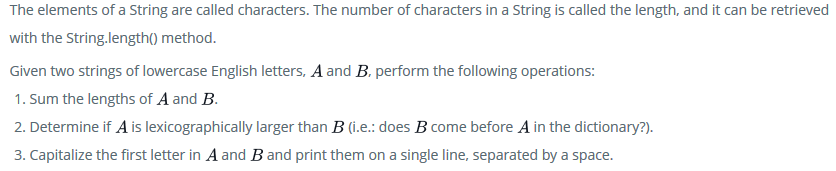 The elements of a String are called characters. The number of characters in a String is called the length, and it can be retrieved
with the String.length() method.
Given two strings of lowercase English letters, A and B, perform the following operations:
1. Sum the lengths of A and B.
2. Determine if A is lexicographically larger than B (i.e.: does B come before A in the dictionary?).
3. Capitalize the first letter in A and B and print them on a single line, separated by a space.